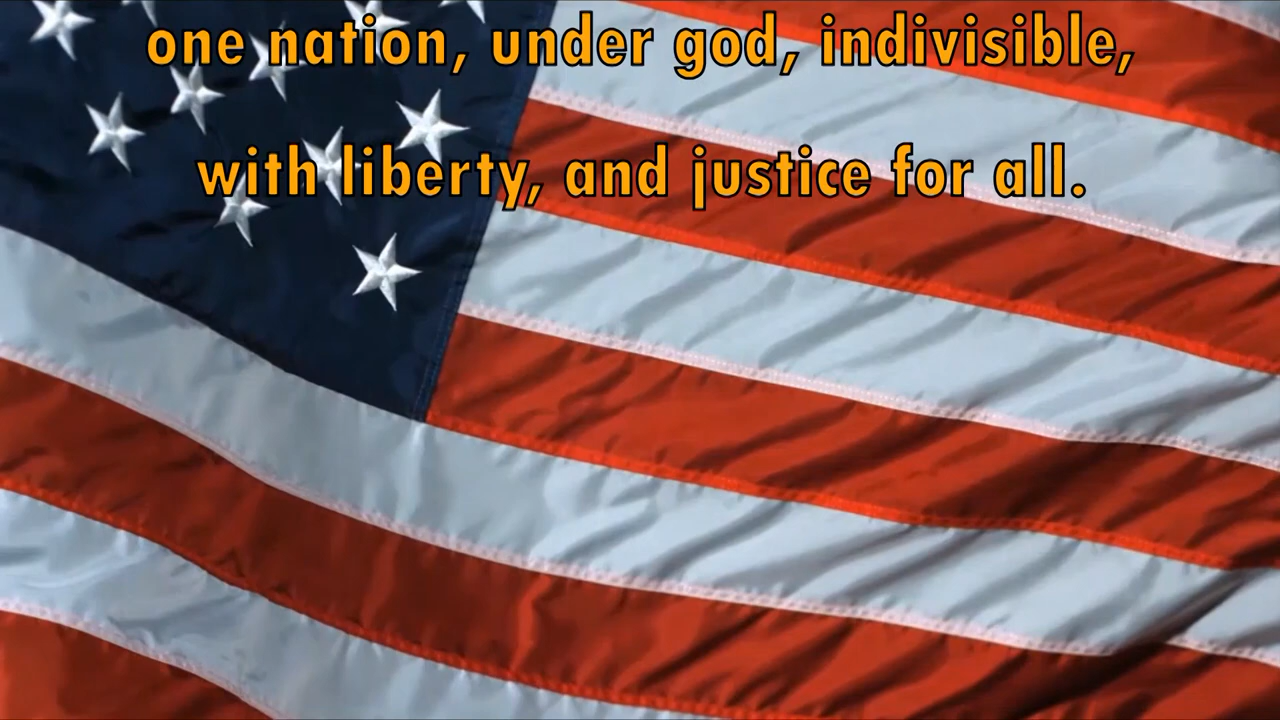 one nation, under god, indivisible,
with liberty, and justice for all.